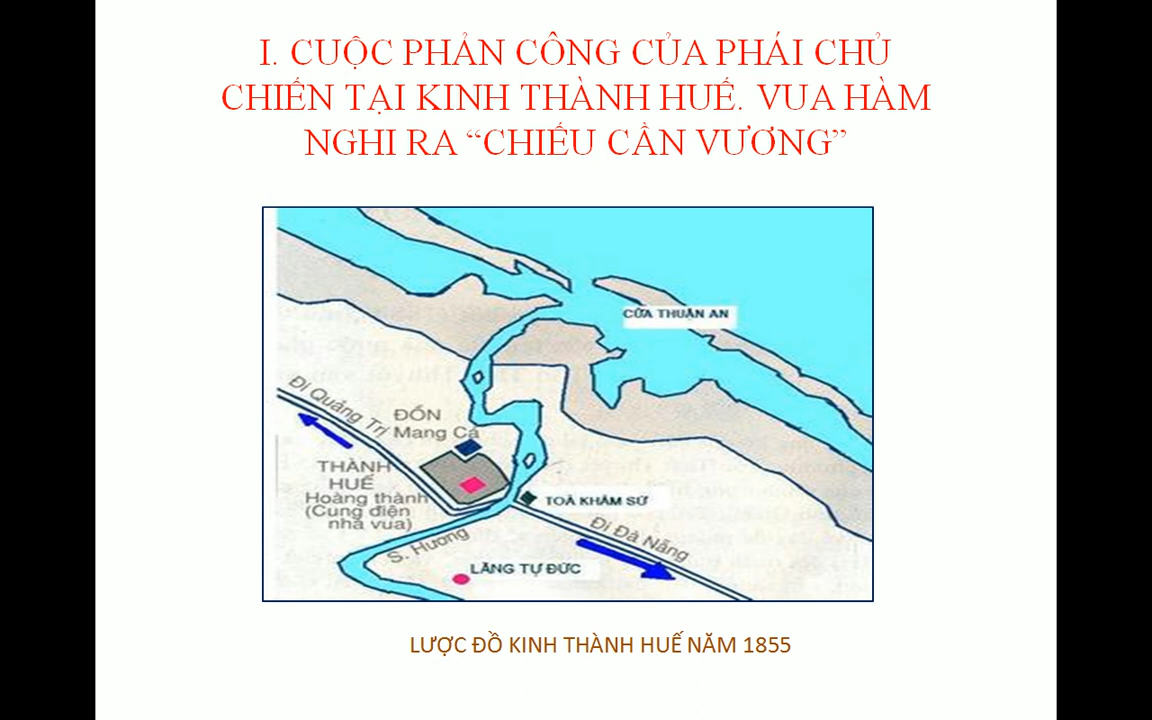 I. CUỘC PHẢN CÔNG CỦA PHÁI CHỦ
CHIẾN TẠI KINH THÀNH HUẾ. VUA HÀM
NGHI RA “CHIẾU CẦN VƯƠNG”
CỬA THUẬN AN
Đi Quảng Trị
ĐỒN
Mang Cá
THÀNH
HUẾ
Hoàng thành
(Cung điện
nhà vua)
TOÀ KHÂM SỨ
Đi Đà Nẵng
S. Hương
LĂNG TỰ ĐỨC
LƯỢC ĐỒ KINH THÀNH HUẾ NĂM 1855